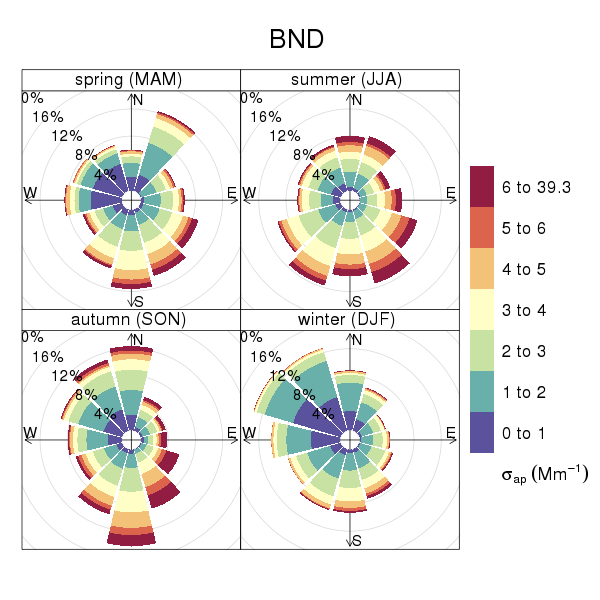 BND
spring (MAM)
summer (JJA)
0%
16%
12%
8%
4%
N
W
E
S
0%
16%
12%
8%
4%
N
W
E
S
autumn (SON)
winter (DJF)
0%
16%
12%
8%
4%
N
W
E
0%
16%
12%
8%
4%
N
W
E
S
6 to 39.3
5 to 6
4 to 5
3 to 4
2 to 3
1 to 2
0 to 1
σap (Mm⁻¹)